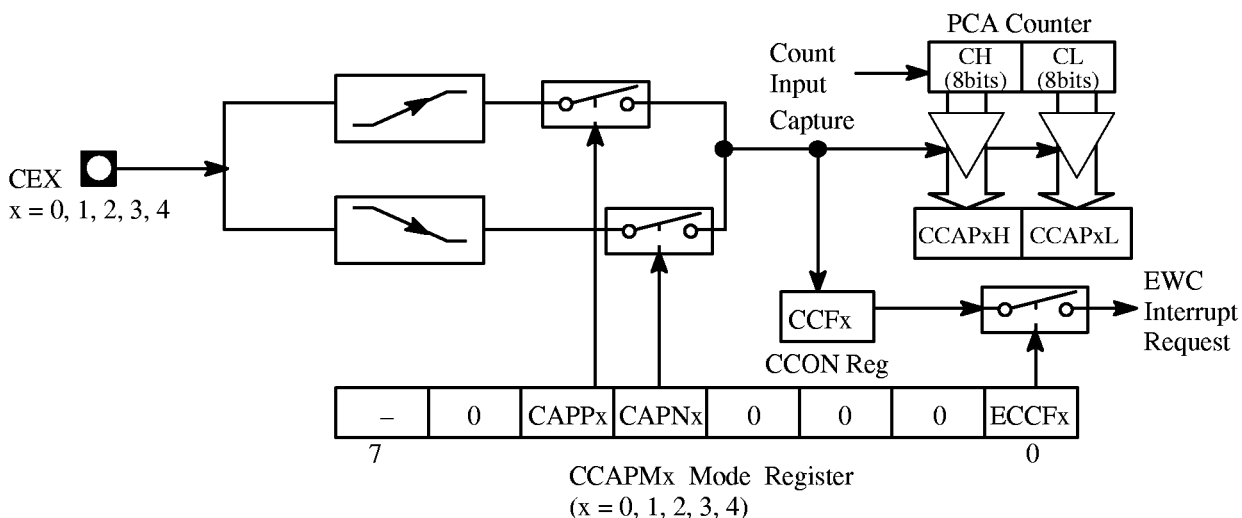 PCA Counter
Count
Input
CH
(8bits)
CL
(8bits)
Capture
CEX
x = 0, 1, 2, 3, 4
CCAPxH
CCAPxL
CCFx
CCON Reg
EWC
Interrupt
Request
–
0
CAPPx
CAPNx
0
0
0
ECCFx
7
0
CCAPMx Mode Register
(x = 0, 1, 2, 3, 4)